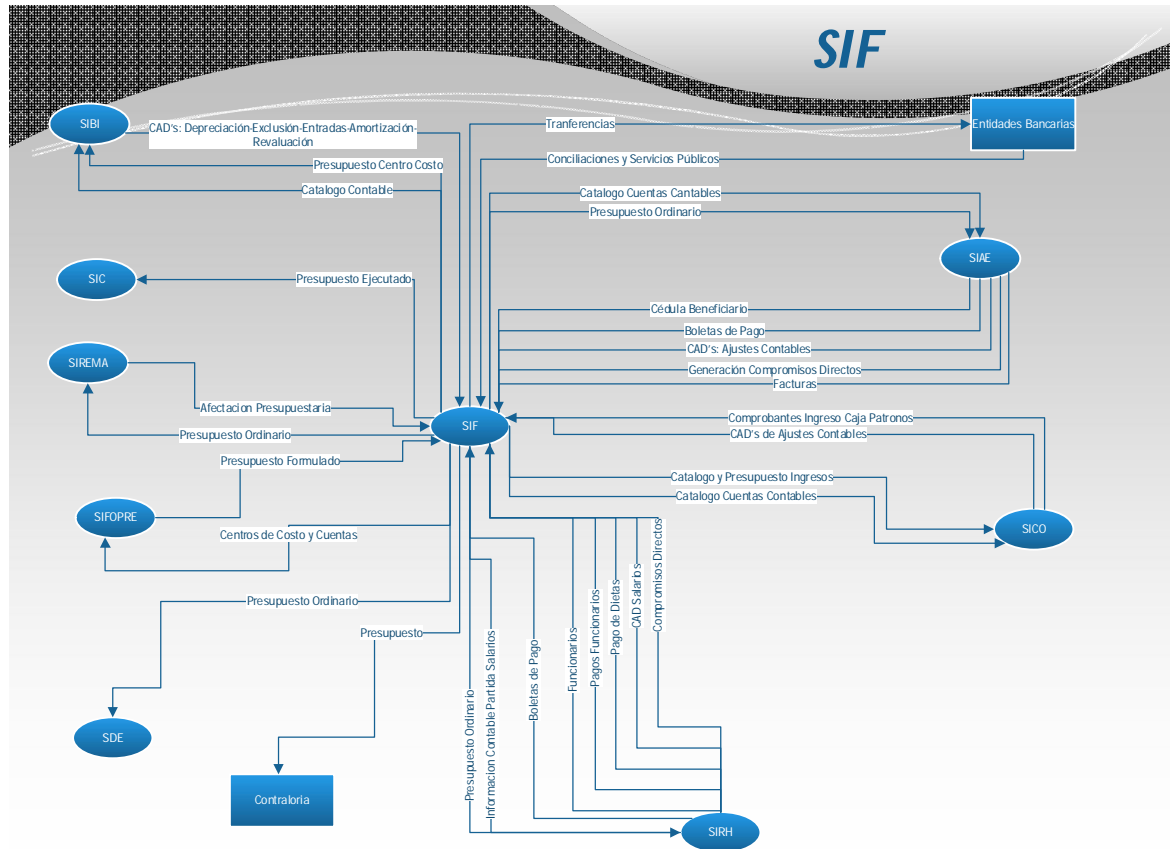 SIF
SIBI
CAD's: Depreciación-Exclusión-Entradas-Amortización-
Revaluación
Presupuesto Centro Costo
Catalogo Contable
Tranferencias
Entidades Bancarias
Conciliaciones y Servicios Públicos
Catalogo Cuentas Cantables
Presupuesto Ordinario
SIAE
SIC
Presupuesto Ejecutado
Cédula Beneficiario
Boletas de Pago
CAD's: Ajustes Contables
Generación Compromisos Directos
Facturas
SIREMA
Afectacion Presupuestaria
Presupuesto Ordinario
SIF
Comprobantes Ingreso Caja Patronos
CAD's de Ajustes Contables
Presupuesto Formulado
Catalogo y Presupuesto Ingresos
Catalogo Cuentas Contables
SIFOPRE
SICO
Centros de Costo y Cuentas
Presupuesto Ordinario
Presupuesto
SDE
Contraloria
Presupuesto Ordinario
Informacion Contable Partida Salarios
Boletas de Pago
Funcionarios
Pagos Funcionarios
Pago de Dietas
CAD Salarios
Compromisos Directos
SIRH